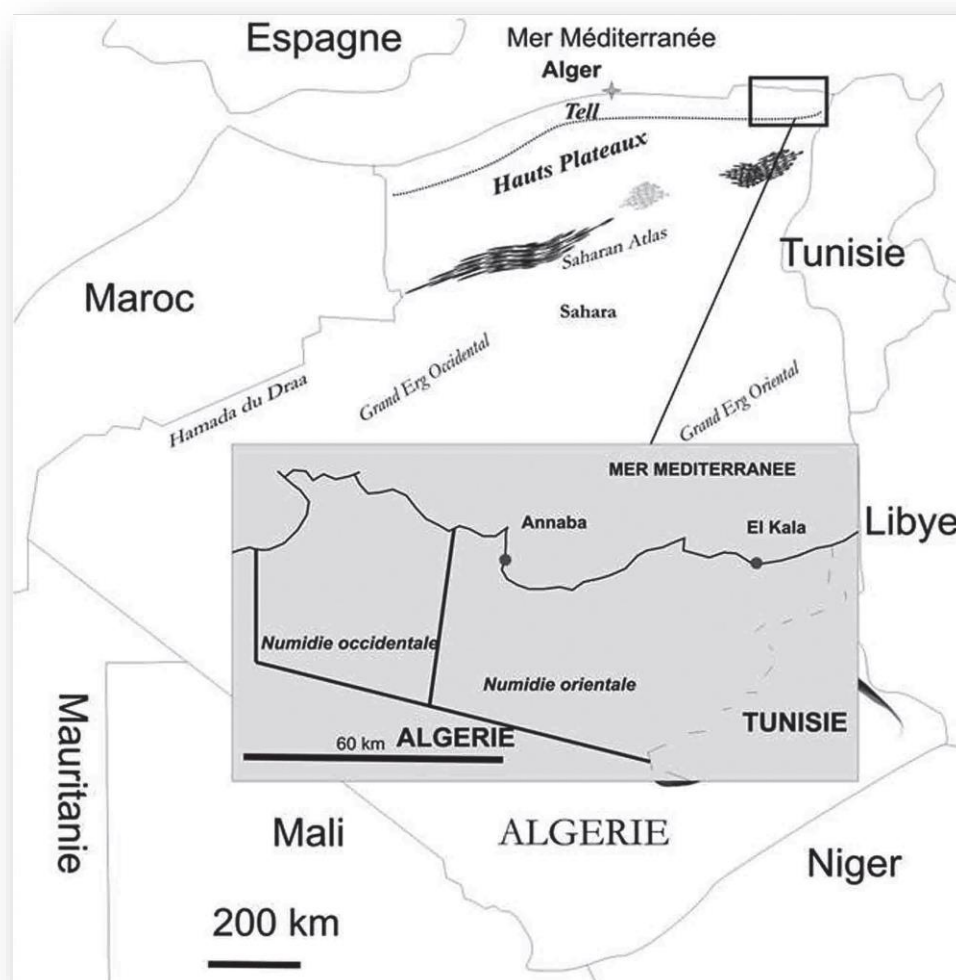 Espagne
Mer Méditerranée
Alger
Tell
Hauts Plateaux
Saharan Atlas
Tunisie
Maroc
Sahara
Grand Erg Occidental
Hamada du Draa
Grand Erg Oriental
MER MEDITERRANEE
Annaba
El Kala
Libye
Numidie occidentale
Numidie orientale
TUNISIE
60 km ALGERIE
Mauritanie
Mali
ALGERIE
Niger
200 km